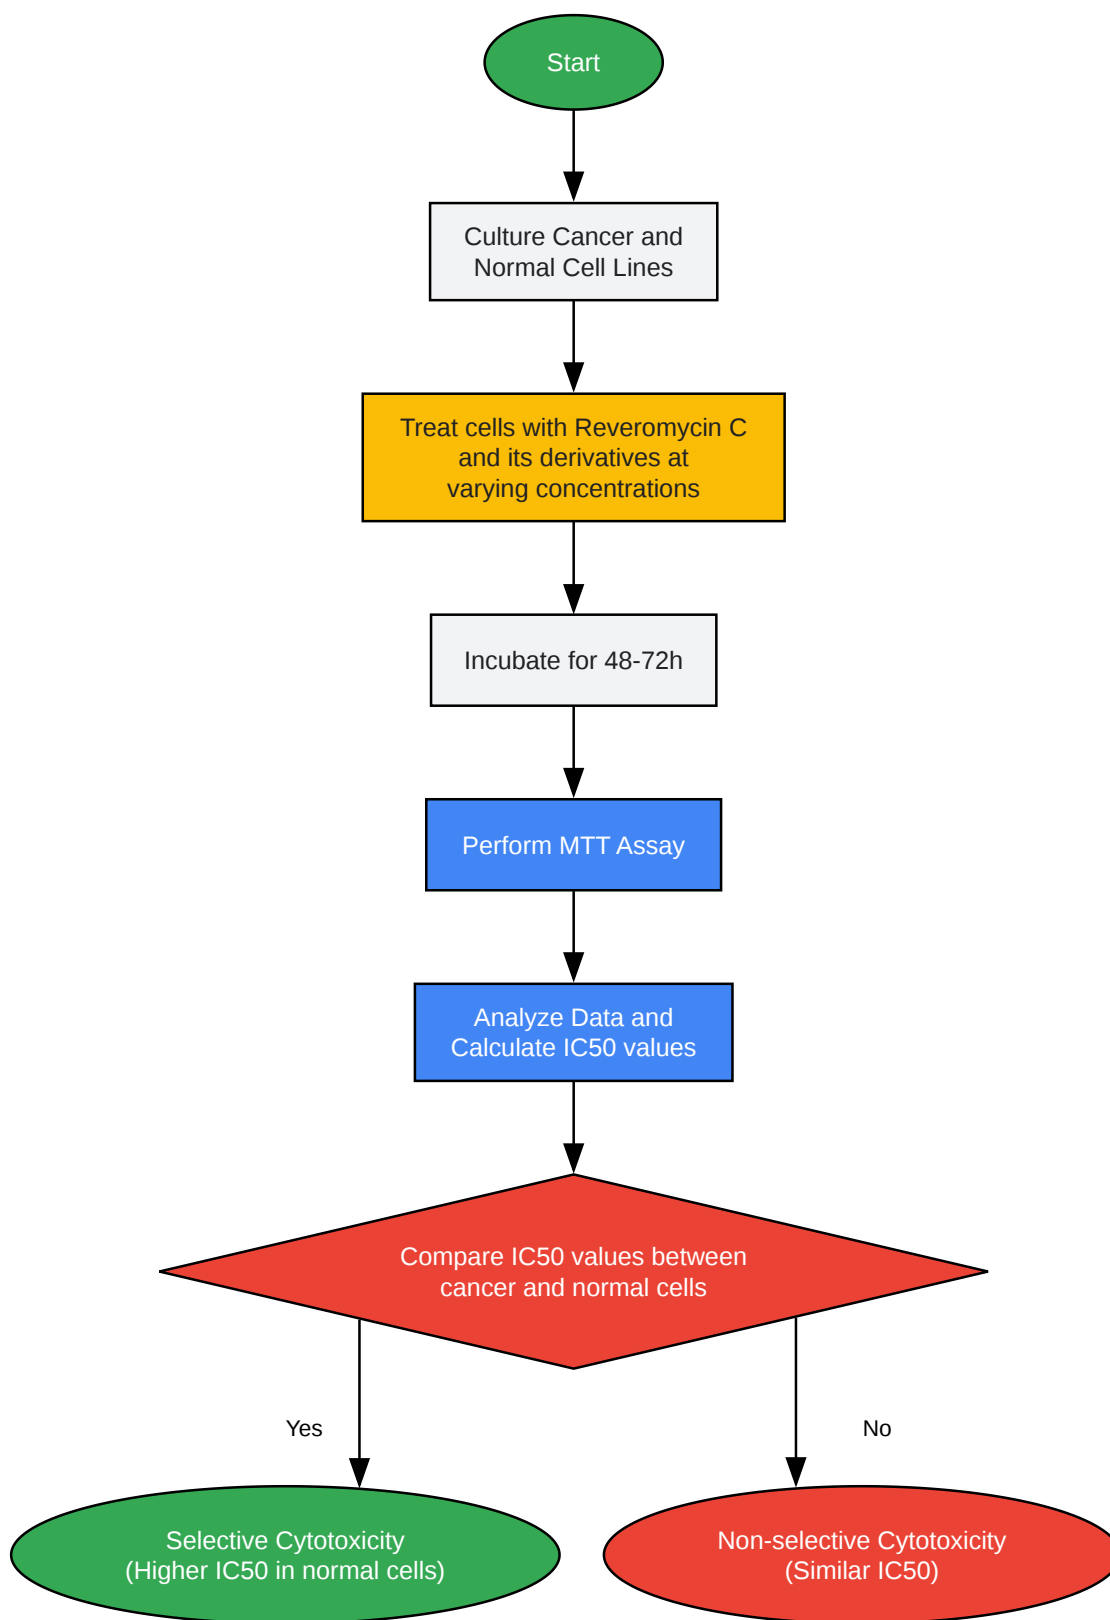 Start
Culture Cancer and
Normal Cell Lines
Treat cells with Reveromycin C
and its derivatives at
varying concentrations
Incubate for 48-72h
Perform MTT Assay
Analyze Data and
Calculate IC50 values
Compare IC50 values between
cancer and normal cells
Yes
No
Selective Cytotoxicity
(Higher IC50 in normal cells)
Non-selective Cytotoxicity
(Similar IC50)